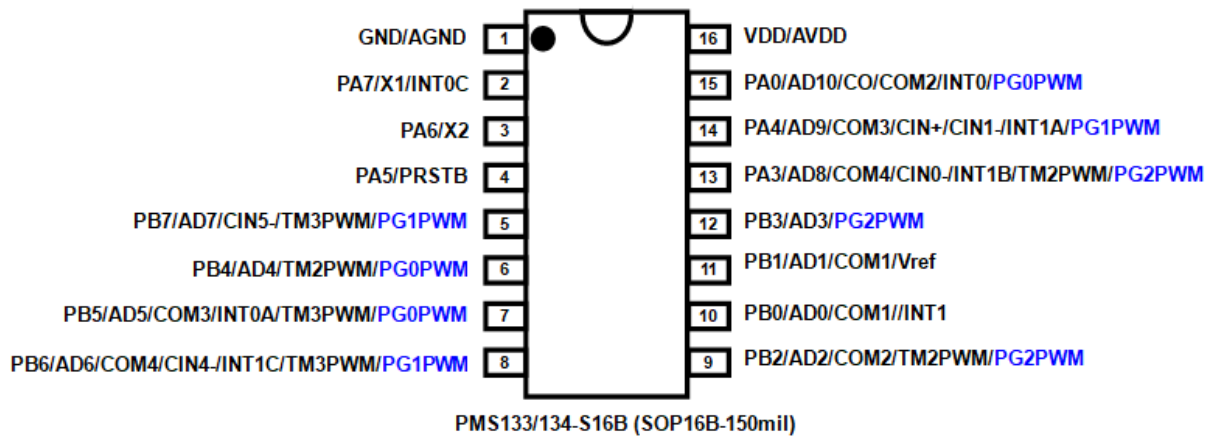 GND/AGND 1 16 VDD/AVDD
PA7/X1/INT0C 2 15 PA0/AD10/CO/COM2/INT0/PG0PWM
PA6/X2 3 14 PA4/AD9/COM3/CIN+/CIN1-/INT1A/PG1PWM
PA5/PRSTB 4 13 PA3/AD8/COM4/CIN0-/INT1B/TM2PWM/PG2PWM
PB7/AD7/CIN5-/TM3PWM/PG1PWM 5 12 PB3/AD3/PG2PWM
PB4/AD4/TM2PWM/PG0PWM 6 11 PB1/AD1/COM1/Vref
PB5/AD5/COM3/INT0A/TM3PWM/PG0PWM 7 10 PB0/AD0/COM1//INT1
PB6/AD6/COM4/CIN4-/INT1C/TM3PWM/PG1PWM 8 9 PB2/AD2/COM2/TM2PWM/PG2PWM
PMS133/134-S16B (SOP16B-150mil)